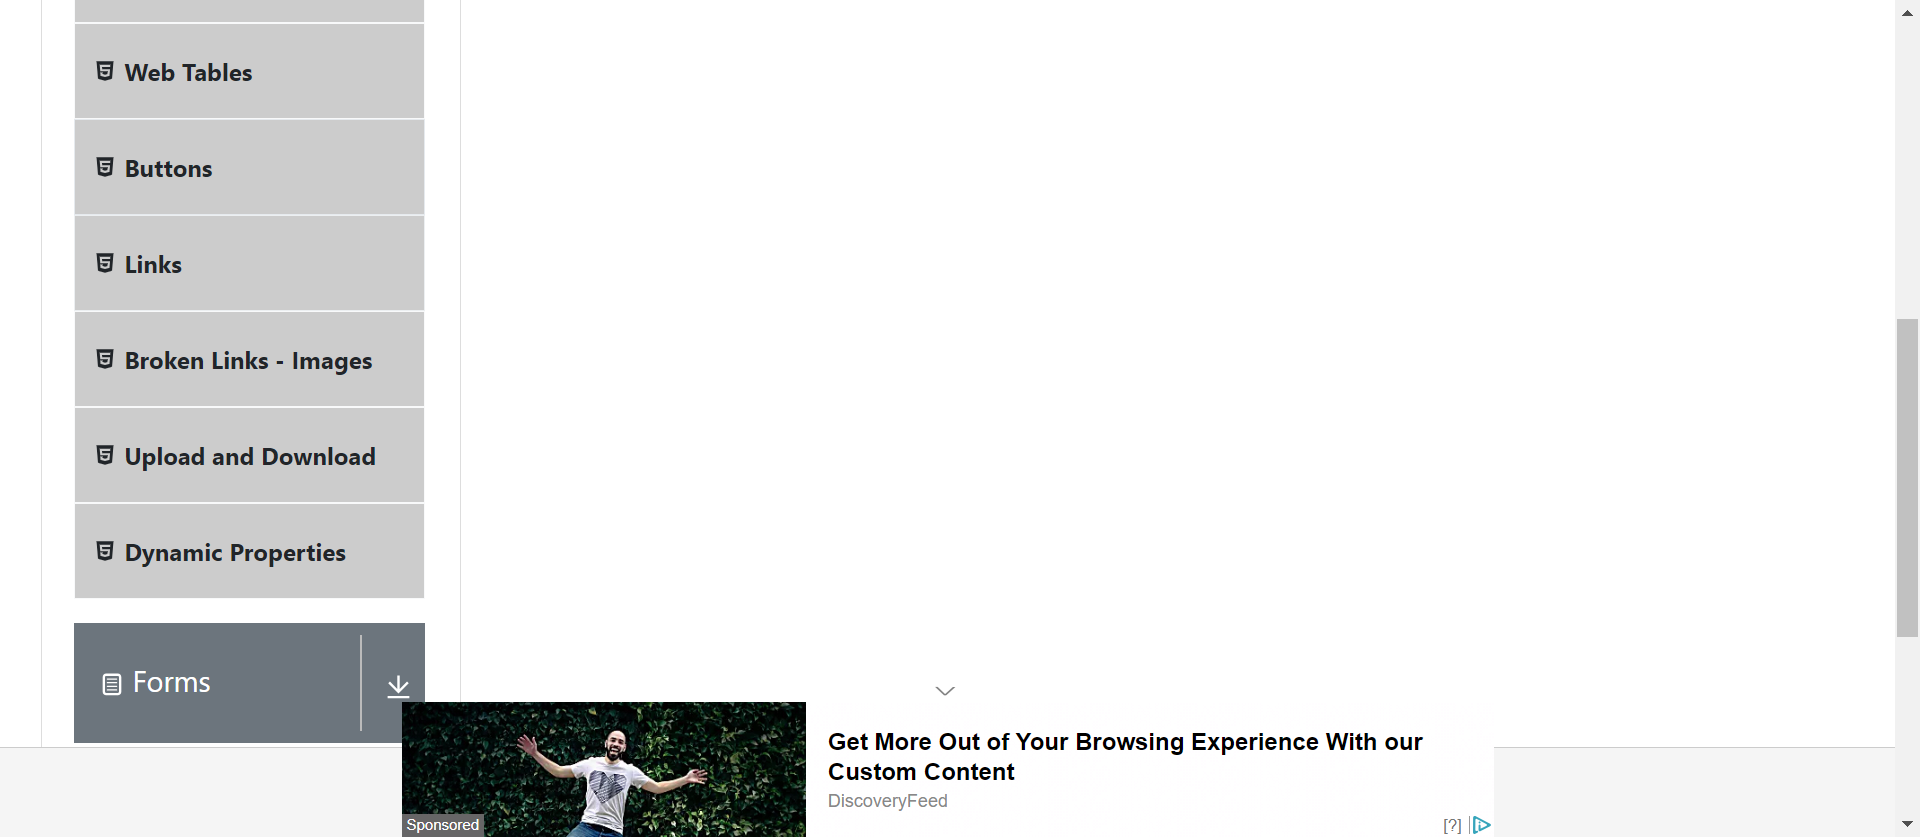 Web Tables
Buttons
Links
Broken Links - Images
Upload and Download
Dynamic Properties
Forms
Get More Out of Your Browsing Experience With our
Custom Content
DiscoveryFeed
Sponsored
[?]